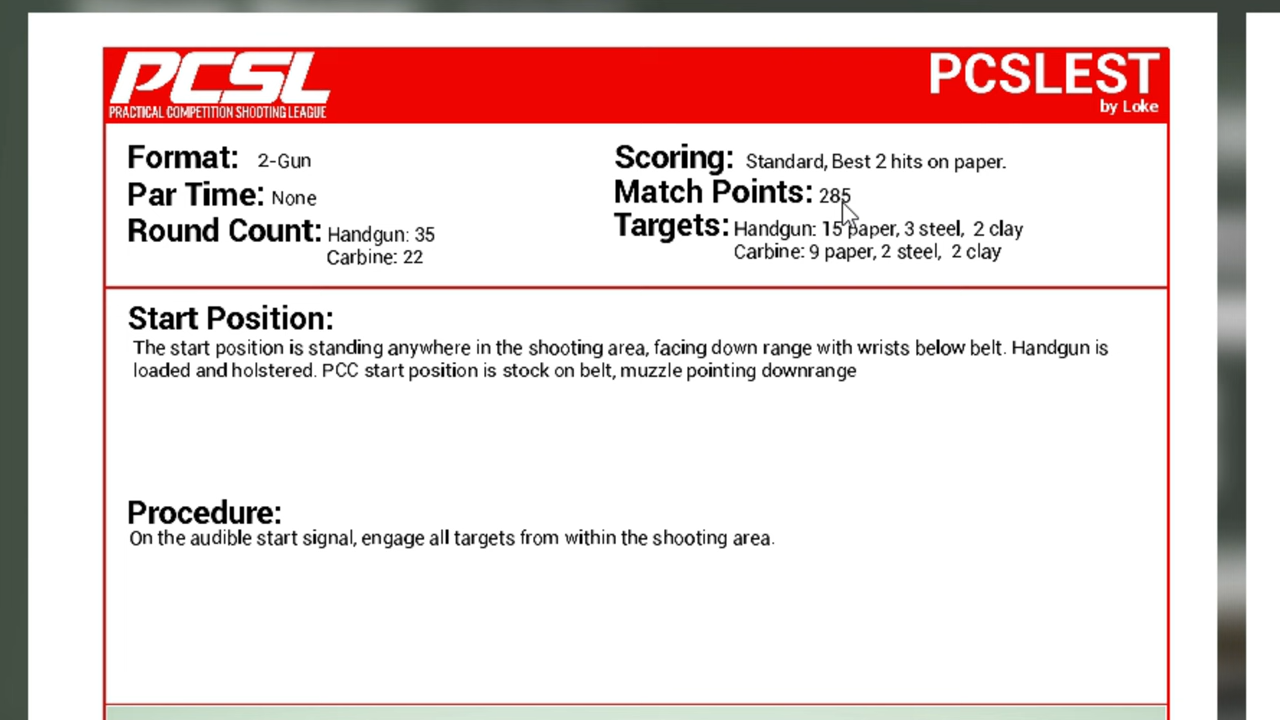 PCSL
PRACTICAL COMPETITION SHOOTING LEAGUE
PCSLEST
by Loke
Format: 2-Gun
Par Time: None
Round Count: Handgun: 35
Carbine: 22
Scoring: Standard, Best 2 hits on paper.
Match Points: 285
Targets: Handgun: 15 paper, 3 steel, 2 clay
Carbine: 9 paper, 2 steel, 2 clay
Start Position:
The start position is standing anywhere in the shooting area, facing down range with wrists below belt. Handgun is
loaded and holstered. PCC start position is stock on belt, muzzle pointing downrange
Procedure:
On the audible start signal, engage all targets from within the shooting area.